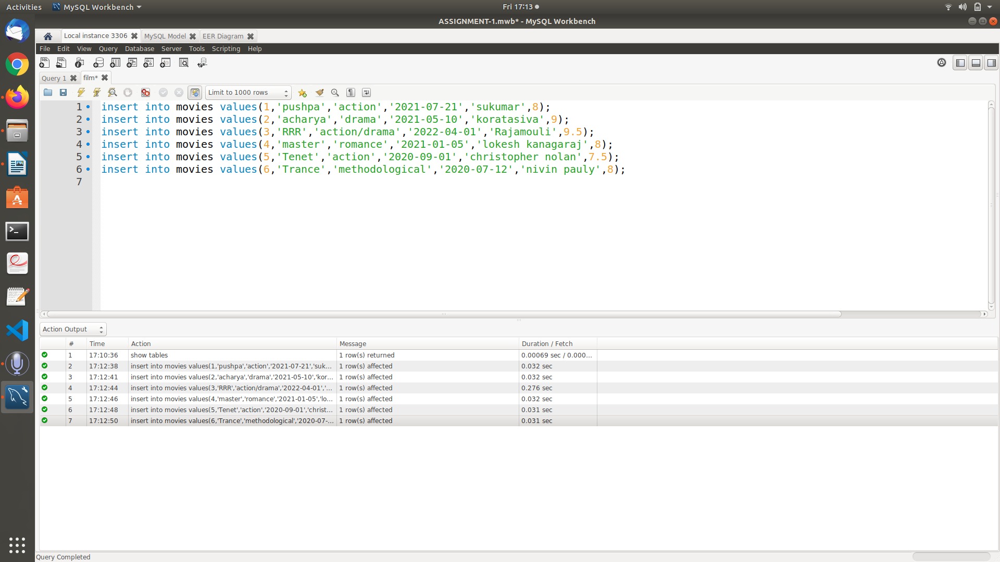 Activities MySQL Workbench Fri 17:13
ASSIGNMENT-1.mwb* - MySQL Workbench
Local instance 3306 MySQL Model EER Diagram
File Edit View Query Database Server Tools Scripting Help
Query 1 film*
Limit to 1000 rows
1 insert into movies values(1,'pushpa','action','2021-07-21','sukumar',8);
2 insert into movies values(2,'acharya','drama','2021-05-10','koratasiva',9);
3 insert into movies values(3,'RRR','action/drama','2022-04-01','Rajamouli',9.5);
4 insert into movies values(4,'master','romance','2021-01-05','lokesh kanagaraj',8);
5 insert into movies values(5,'Tenet','action','2020-09-01','christopher nolan',7.5);
6 insert into movies values(6,'Trance','methodological','2020-07-12','nivin pauly',8);
7
Action Output
# Time Action Message Duration / Fetch
1 17:10:36 show tables 1 row(s) returned 0.00069 sec / 0.000...
2 17:12:38 insert into movies values(1,'pushpa','action','2021-07-21','suk... 1 row(s) affected 0.032 sec
3 17:12:41 insert into movies values(2,'acharya','drama','2021-05-10','kor... 1 row(s) affected 0.032 sec
4 17:12:44 insert into movies values(3,'RRR','action/drama','2022-04-01','... 1 row(s) affected 0.276 sec
5 17:12:46 insert into movies values(4,'master','romance','2021-01-05','lo... 1 row(s) affected 0.032 sec
6 17:12:48 insert into movies values(5,'Tenet','action','2020-09-01','christ... 1 row(s) affected 0.031 sec
7 17:12:50 insert into movies values(6,'Trance','methodological','2020-07-... 1 row(s) affected 0.031 sec
Query Completed